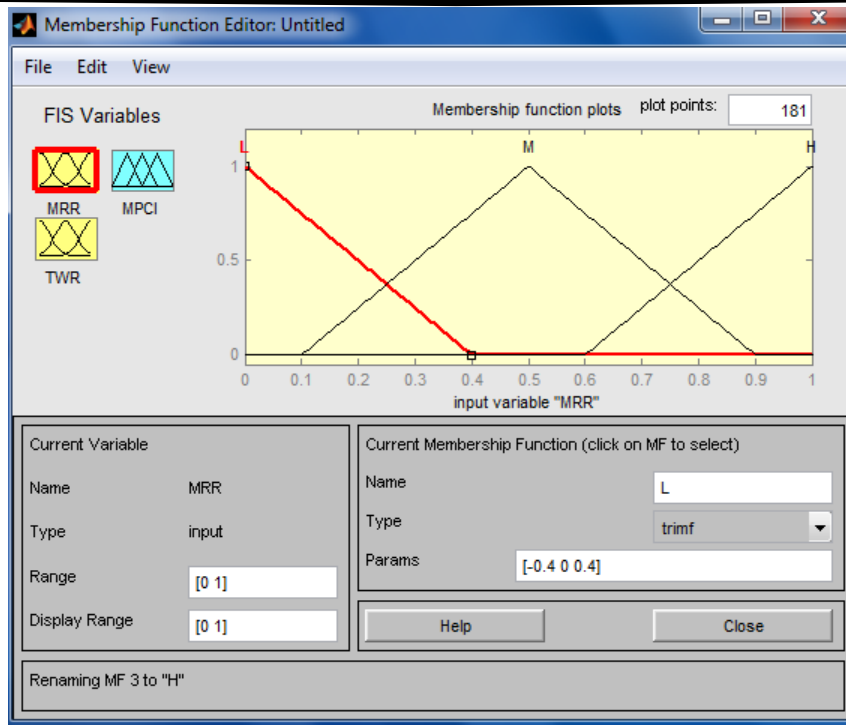 Membership Function Editor: Untitled
File Edit View
FIS Variables
MRR
MPCI
TWR
Membership function plots plot points: 181
L M H
1
0.5
0
0 0.1 0.2 0.3 0.4 0.5 0.6 0.7 0.8 0.9 1
input variable "MRR"
Current Variable
Name MRR
Type input
Range [0 1]
Display Range [0 1]
Current Membership Function (click on MF to select)
Name L
Type trimf
Params [-0.4 0 0.4]
Help Close
Renaming MF 3 to "H"